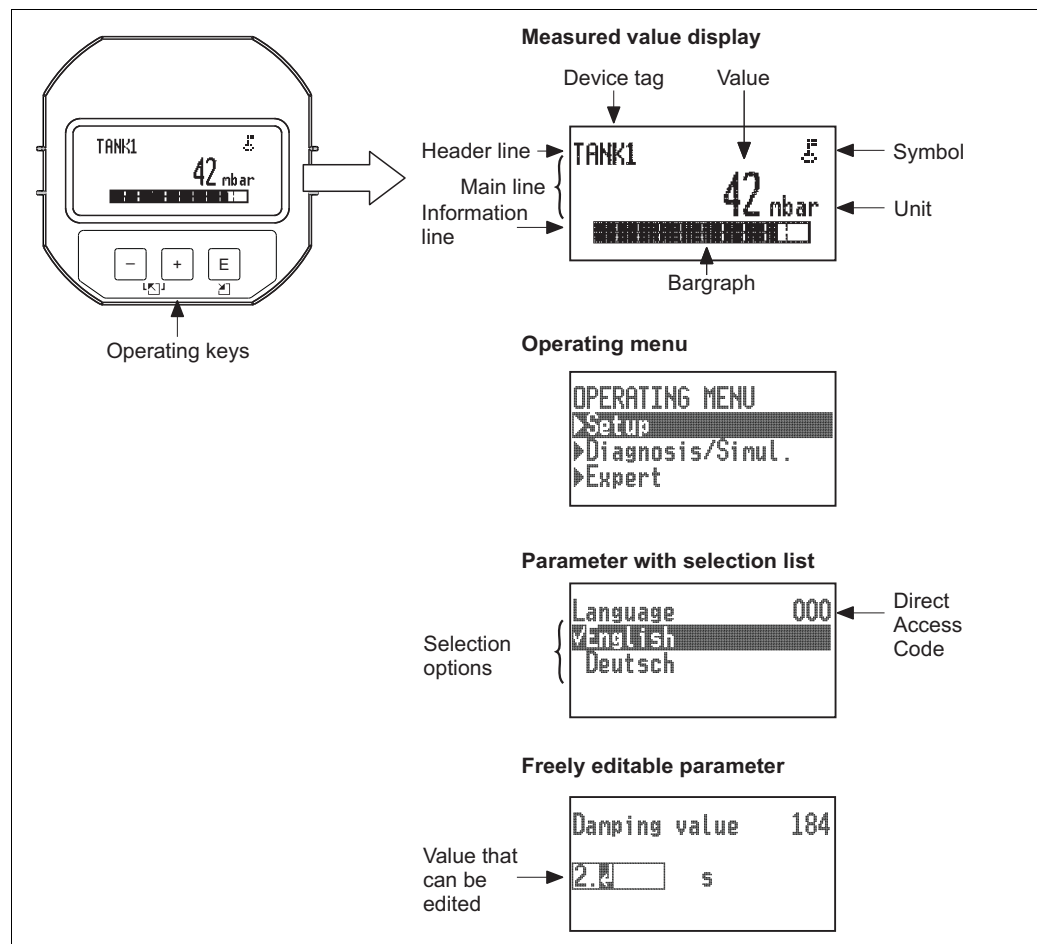 Measured value display
Device tag
Value
Header line
Main line
Information
line
TANK1
42 mbar
Symbol
Unit
Bargraph
TANK1
42 mbar
– + E
Operating keys
Operating menu
OPERATING MENU
Setup
Diagnosis/Simul.
Expert
Parameter with selection list
Language 000
English
Deutsch
Selection
options
Direct
Access
Code
Freely editable parameter
Damping value 184
2. s
Value that
can be
edited